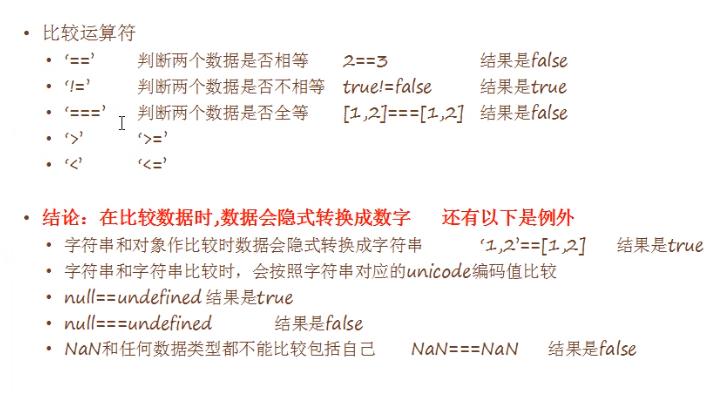 • 比较运算符
• ‘==’ 判断两个数据是否相等 2==3 结果是false
• ‘!=’ 判断两个数据是否不相等 true!=false 结果是true
• ‘===’ 判断两个数据是否全等 [1,2]===[1,2] 结果是false
• ‘>’ ‘>=’
• ‘<’ ‘<=’
• 结论：在比较数据时,数据会隐式转换成数字 还有以下是例外
• 字符串和对象作比较时数据会隐式转换成字符串 ‘1,2’==[1,2] 结果是true
• 字符串和字符串比较时，会按照字符串对应的unicode编码值比较
• null==undefined 结果是true
• null===undefined 结果是false
• NaN和任何数据类型都不能比较包括自己 NaN===NaN 结果是false